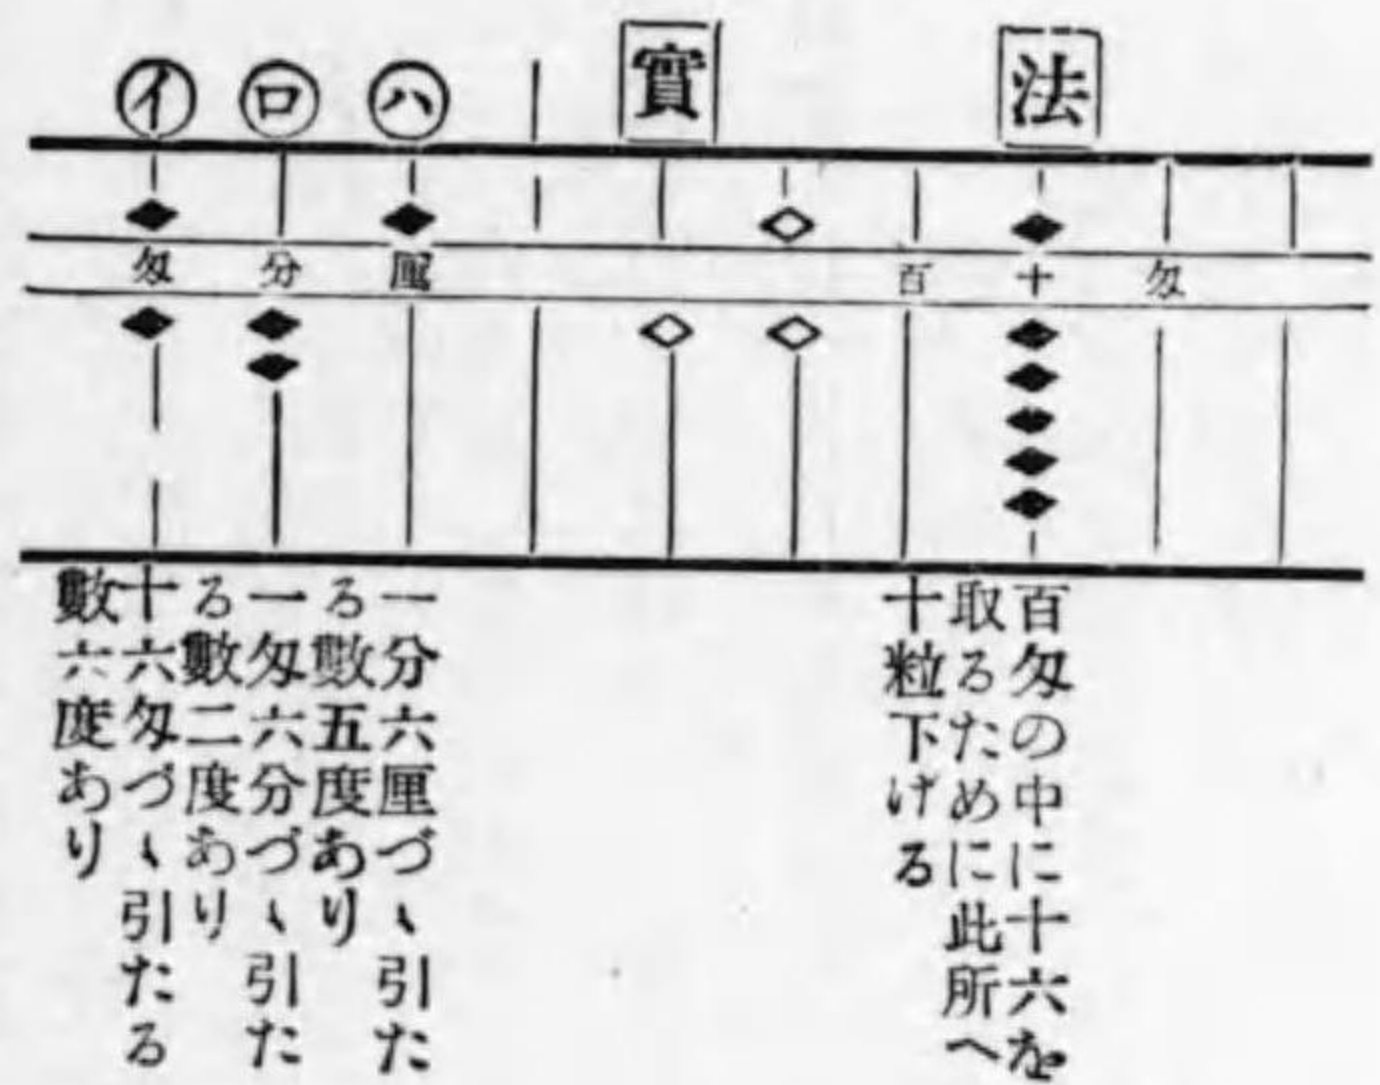 法
實
ハ
ロ
イ
匁
十
百
厘
分
匁
百匁の中に十六を
取るために此所へ
十粒下げる
一分六厘づゝ引た
る數五度あり
一匁六分づゝ引た
る數二度あり
十六匁づゝ引たる
數六度あり